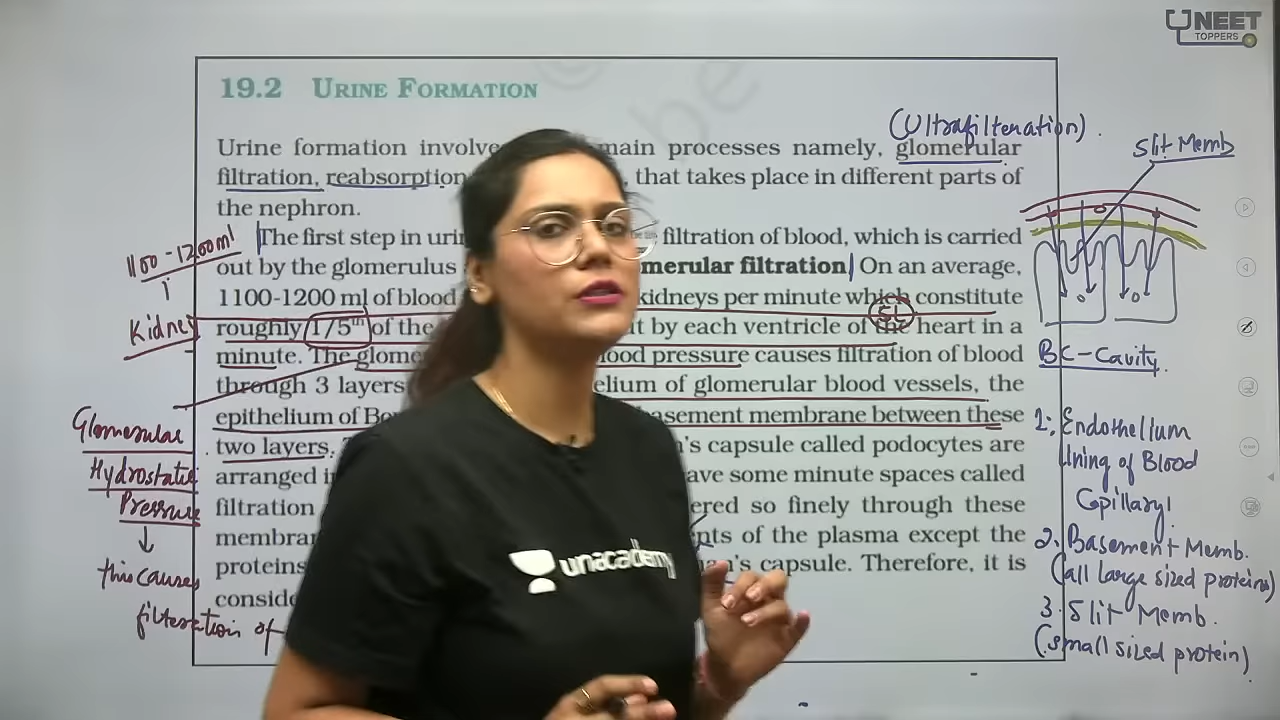 UNEET
TOPPERS
19.2 URINE FORMATION
(Ultrafilteration).
Slit Memb
Urine formation involve main processes namely, glomerular
filtration, reabsorption that takes place in different parts of
the nephron.
The first step in uri filtration of blood, which is carried
out by the glomerulus merular filtration On an average,
1100-1200 ml of blood kidneys per minute which constitute
roughly 1/5th of the it by each ventricle of the heart in a
minute. The glome ood pressure causes filtration of blood
through 3 layers elium of glomerular blood vessels, the
epithelium of Bo asement membrane between these
two layers. 's capsule called podocytes are
arranged i ave some minute spaces called
filtration ered so finely through these
membra nts of the plasma except the
proteins an's capsule. Therefore, it is
conside
1100-1200ml
1
Kidney
Glomerular
Hydrostatic
Pressure
↓
this causes
filteration of
5L
BC-Cavity.
1. Endothelium
lining of Blood
Capillary
2. Basement Memb.
(all large sized proteins)
3. Slit Memb.
(small sized protein)
unacademy